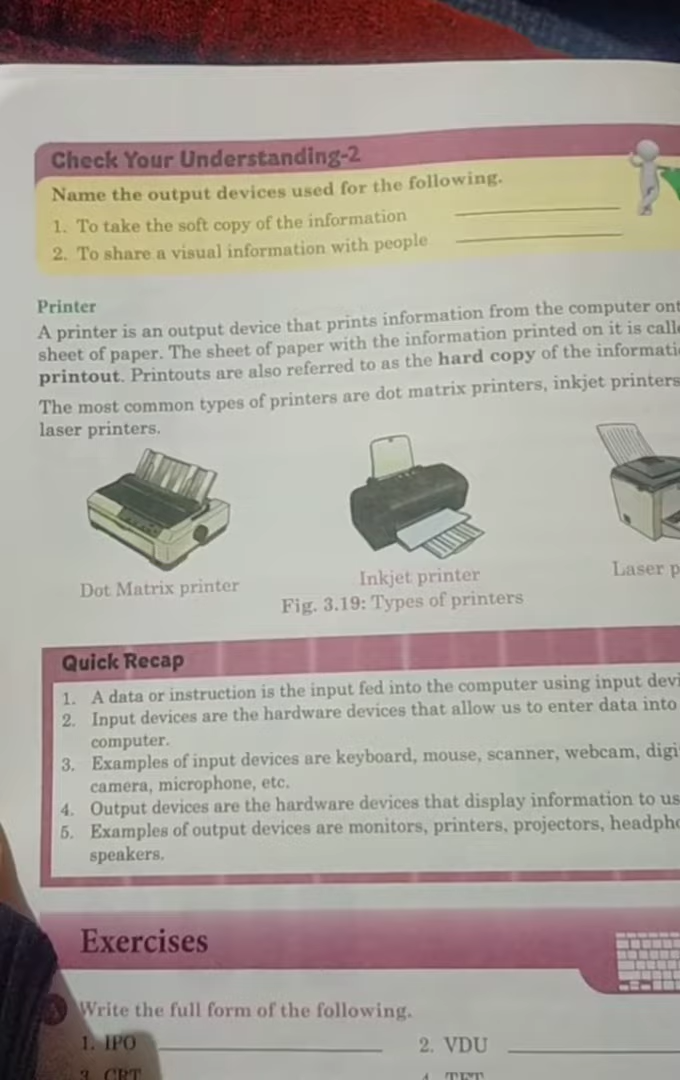 Check Your Understanding-2
Name the output devices used for the following.
1. To take the soft copy of the information
2. To share a visual information with people
Printer
A printer is an output device that prints information from the computer
sheet of paper. The sheet of paper with the information printed on it is
printout. Printouts are also referred to as the hard copy of the
The most common types of printers are dot matrix printers, inkjet printers
laser printers.
Dot Matrix printer
Inkjet printer
Laser
Fig. 3.19: Types of printers
Quick Recap
1. A data or instruction is the input fed into the computer using input
2. Input devices are the hardware devices that allow us to enter data into
computer.
3. Examples of input devices are keyboard, mouse, scanner, webcam,
camera, microphone, etc.
4. Output devices are the hardware devices that display information to us
5. Examples of output devices are monitors, printers, projectors,
speakers.
Exercises
Write the full form of the following.
1. IPO
2. VDU
3. CRT
4. TFT